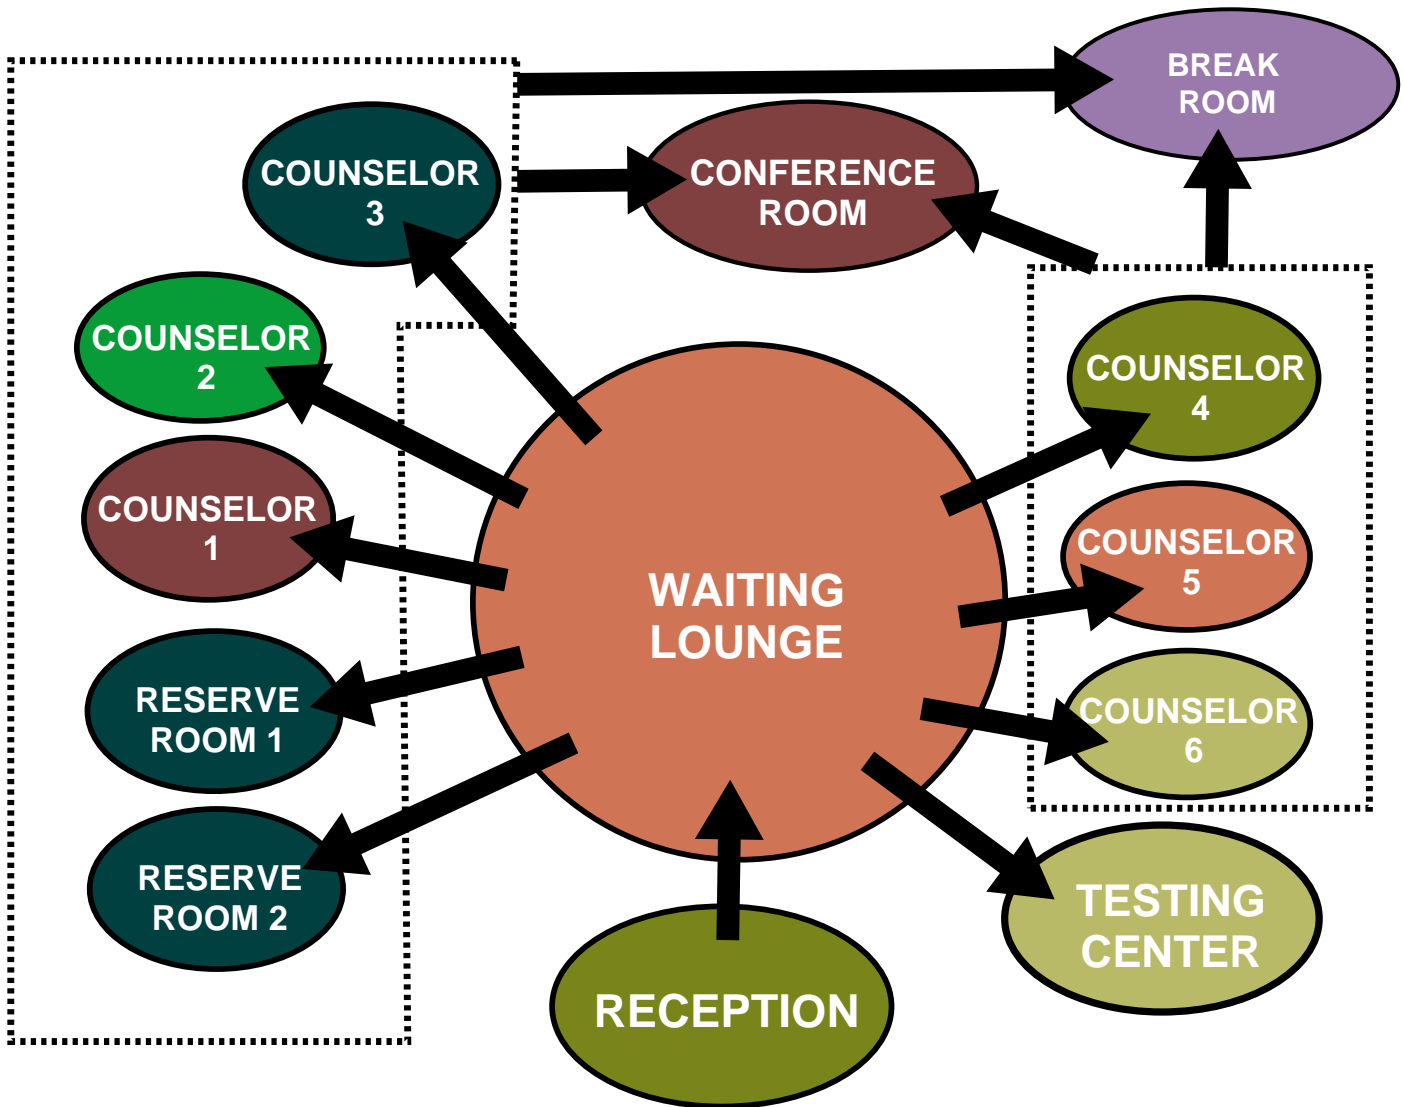 BREAK
ROOM
COUNSELOR
3
CONFERENCE
ROOM
COUNSELOR
2
COUNSELOR
4
COUNSELOR
1
COUNSELOR
5
WAITING
LOUNGE
RESERVE
ROOM 1
COUNSELOR
6
RESERVE
ROOM 2
TESTING
CENTER
RECEPTION